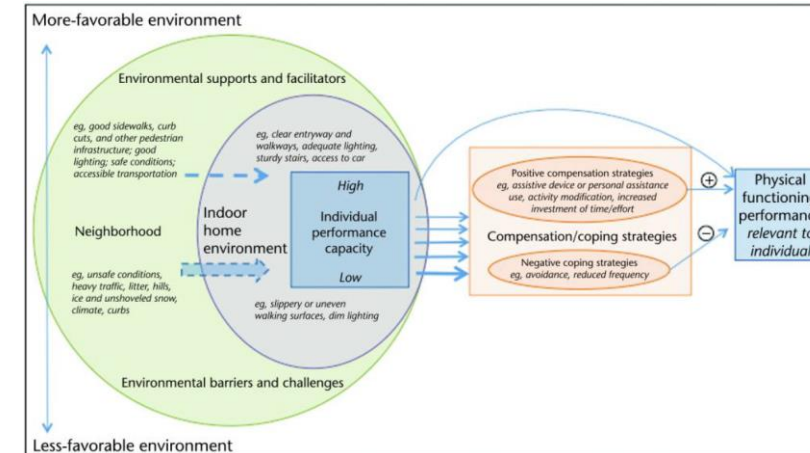 More-favorable environment
Environmental supports and facilitators
eg, good sidewalks, curb
cuts, and other pedestrian
infrastructure; good
lighting; safe conditions;
accessible transportation
eg, clear entryway and
walkways, adequate lighting,
sturdy stairs, access to car
High
Individual
performance
capacity
Low
Neighborhood
Indoor
home
environment
eg, unsafe conditions,
heavy traffic, litter, hills,
ice and unshoveled snow,
climate, curbs
eg, slippery or uneven
walking surfaces, dim lighting
Environmental barriers and challenges
Less-favorable environment
Positive compensation strategies
eg, assistive device or personal assistance
use, activity modification, increased
investment of time/effort
Compensation/coping strategies
Negative coping strategies
eg, avoidance, reduced frequency
+
−
Physical
functionin
performanc
relevant to
individual